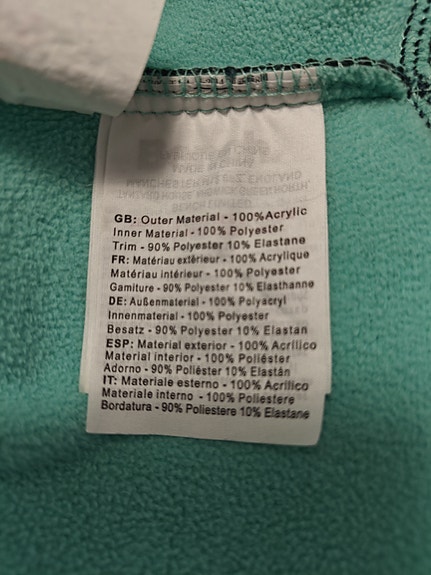 GB: Outer Material - 100%Acrylic
Inner Material - 100% Polyester
Trim - 90% Polyester 10% Elastane
FR: Matériau extérieur - 100% Acrylique
Matériau intérieur - 100% Polyester
Gamiture - 90% Polyester 10% Elasthanne
DE: Außenmaterial - 100% Polyacryl
Innenmaterial - 100% Polyester
Besatz - 90% Polyester 10% Elastan
ESP: Material exterior - 100% Acrílico
Material interior - 100% Poliéster
Adorno - 90% Poliéster 10% Elastán
IT: Materiale esterno - 100% Acrilico
Materiale interno - 100% Poliestere
Bordatura - 90% Poliestere 10% Elastane